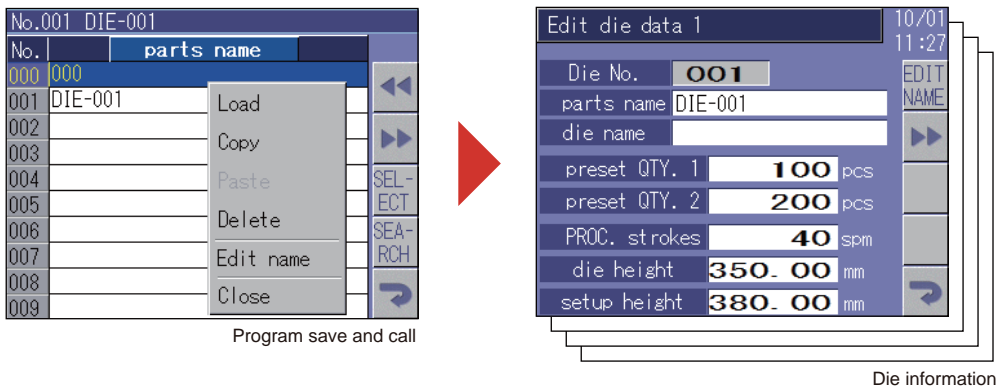 No.001 DIE-001
No. parts name
000 000
001 DIE-001
002
003
004
005
006
007
008
009
Load
Copy
Paste
Delete
Edit name
Close
SEL-
ECT
SEA-
RCH
Program save and call
Edit die data 1
10/01
11:27
Die No. 001
parts name DIE-001
die name
preset QTY. 1 100 pcs
preset QTY. 2 200 pcs
PROC. strokes 40 spm
die height 350.00 mm
setup height 380.00 mm
EDIT
NAME
Die information